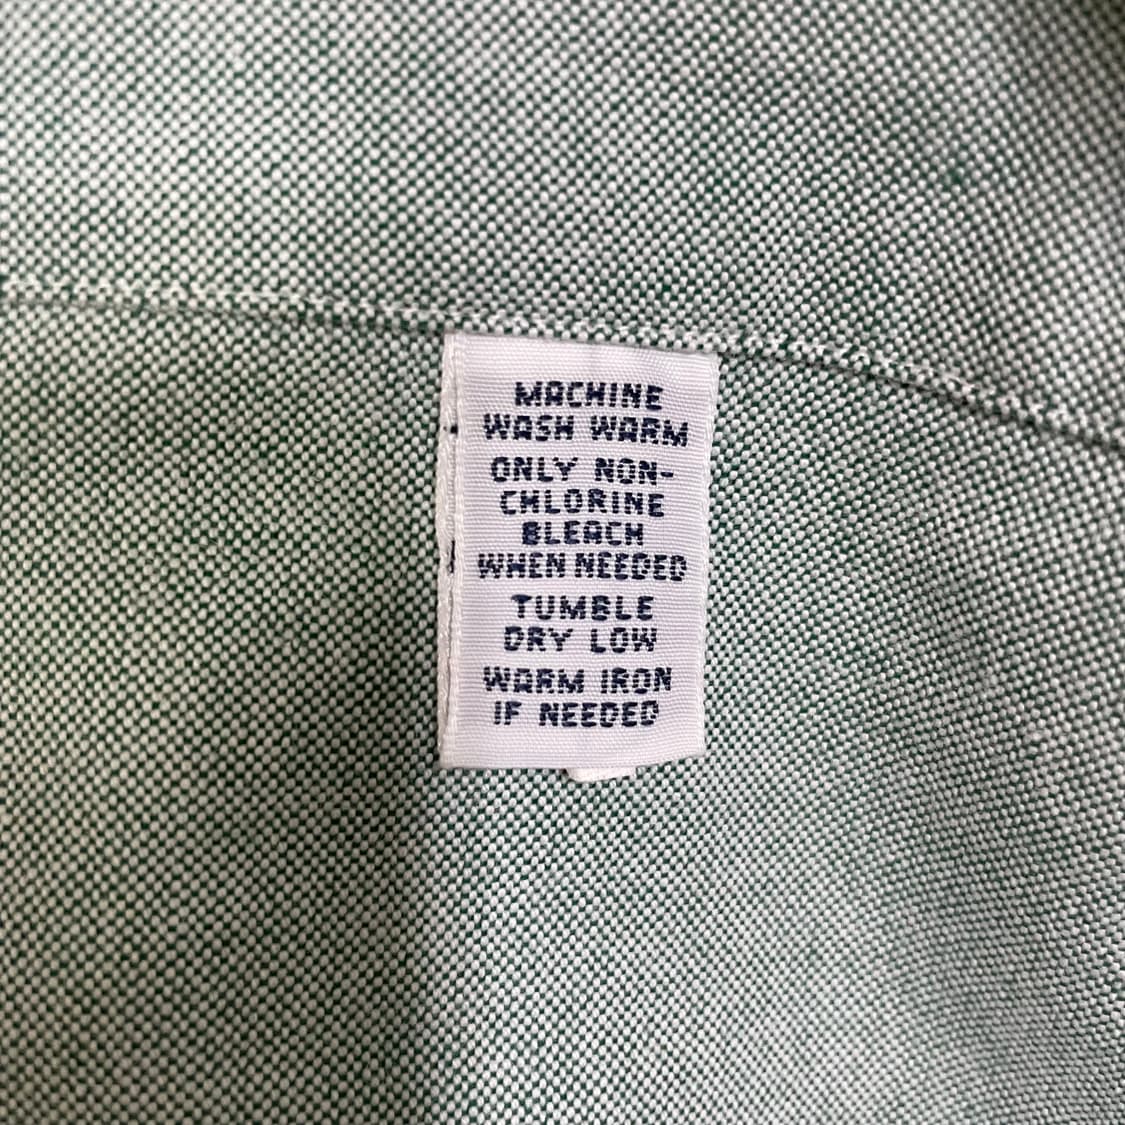 MACHINE
WASH WARM
ONLY NON-
CHLORINE
BLEACH
WHEN NEEDED
TUMBLE
DRY LOW
WARM IRON
IF NEEDED